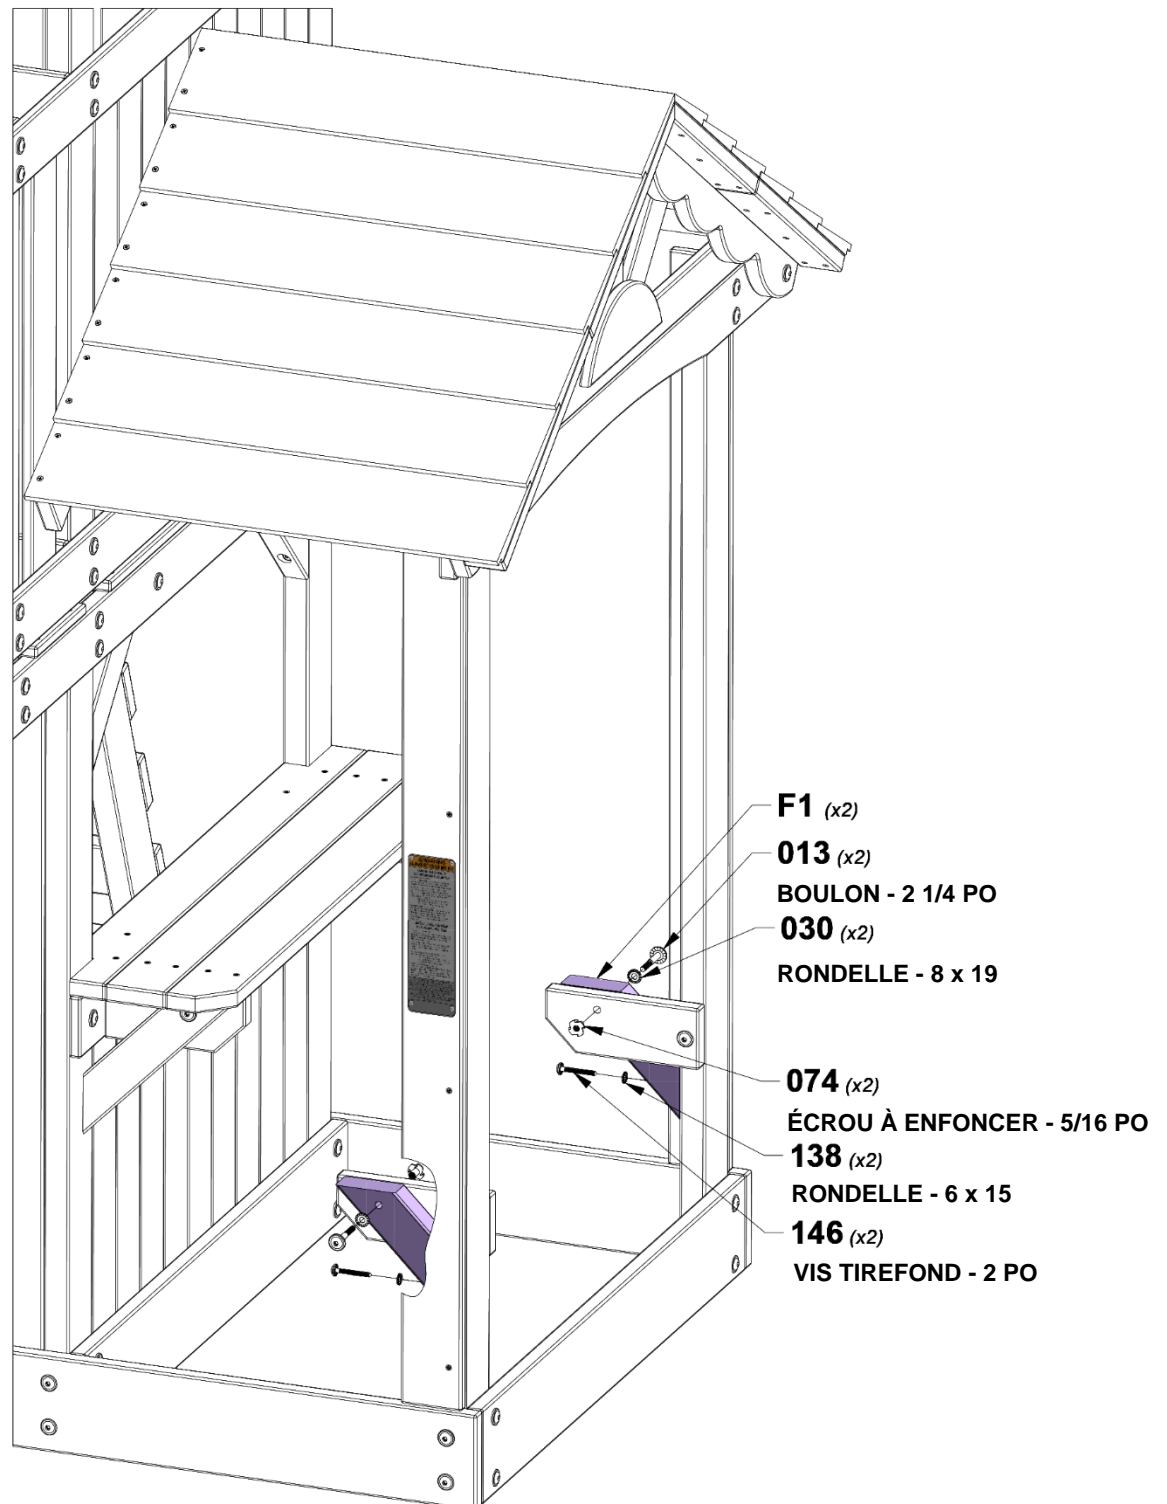 F1 (x2)
013 (x2)
BOULON - 2 1/4 PO
030 (x2)
RONDELLE - 8 x 19
074 (x2)
ÉCROU À ENFONCER - 5/16 PO
138 (x2)
RONDELLE - 6 x 15
146 (x2)
VIS TIREFOND - 2 PO